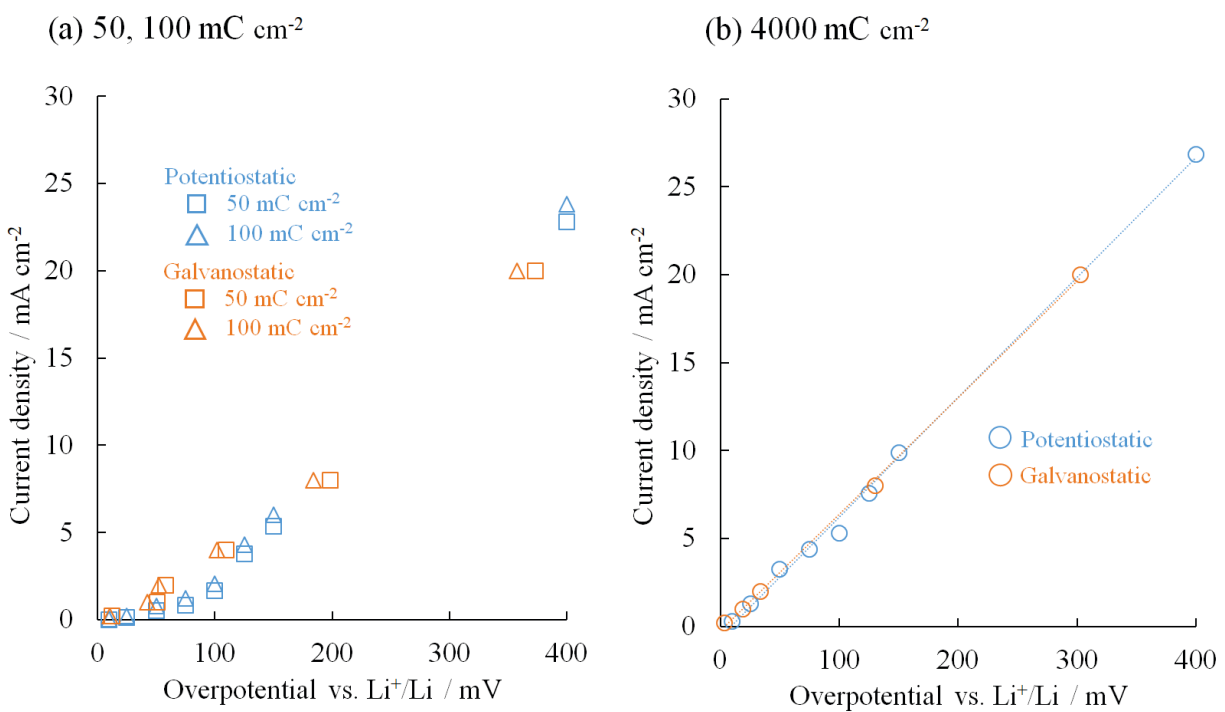 (a) 50, 100 mC cm⁻²
30
25
20
15
10
5
0
0 100 200 300 400
Current density / mA cm⁻²
Overpotential vs. Li⁺/Li / mV
Potentiostatic
50 mC cm⁻²
100 mC cm⁻²
Galvanostatic
50 mC cm⁻²
100 mC cm⁻²
(b) 4000 mC cm⁻²
30
25
20
15
10
5
0
0 100 200 300 400
Current density / mA cm⁻²
Overpotential vs. Li⁺/Li / mV
Potentiostatic
Galvanostatic